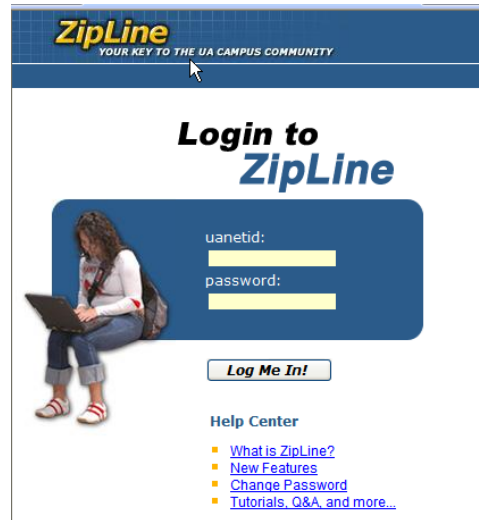 ZipLine
YOUR KEY TO THE UA CAMPUS COMMUNITY
Login to
ZipLine
uanetid:
password:
Log Me In!
Help Center
What is ZipLine?
New Features
Change Password
Tutorials, Q&A, and more...